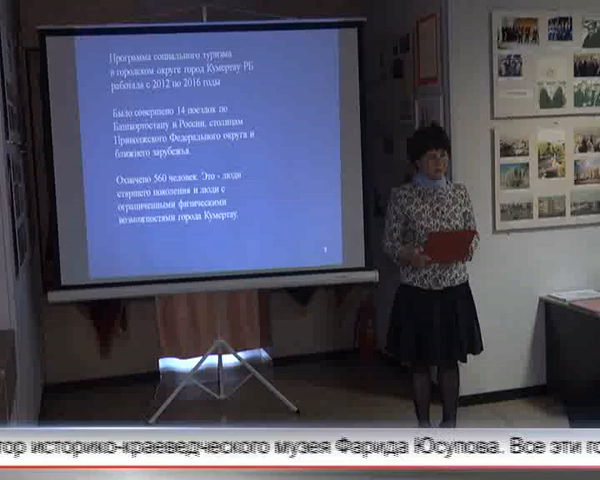 Программа социального туризма
в городском округе город Кумертау РБ
работала с 2012 по 2016 годы
Было совершено 14 поездок по
Башкортостану и России, столицам
Приволжского Федерального округа и
ближнего зарубежья.
Охвачено 560 человек. Это - люди
старшего поколения и люди с
ограниченными физическими
возможностями города Кумертау.
тор историко-краеведческого музея Фарида Юсупова. Все эти го